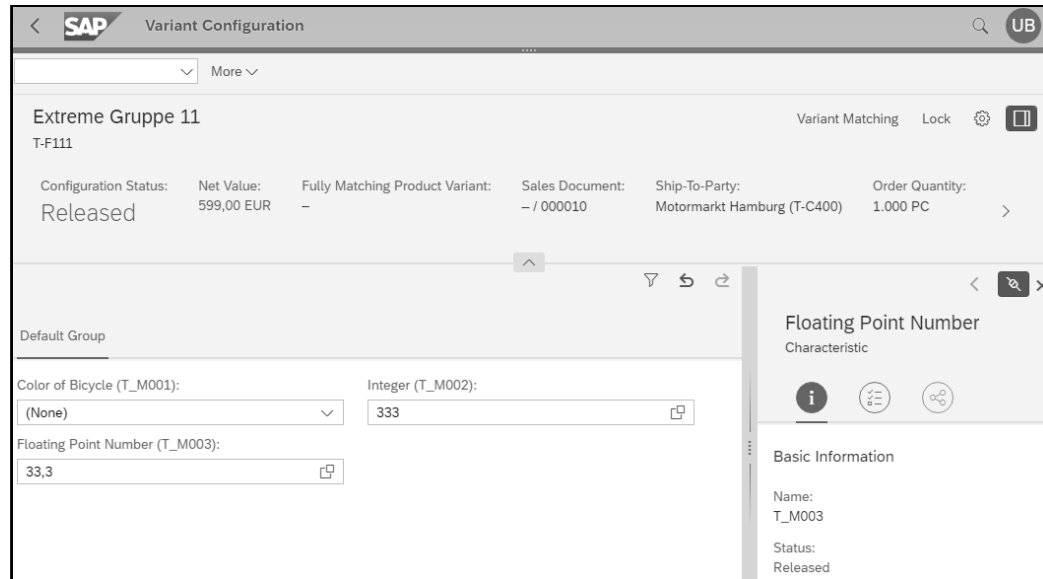 SAP Variant Configuration UB
More
Extreme Gruppe 11
Variant Matching Lock
T-F111
Configuration Status: Net Value: Fully Matching Product Variant: Sales Document: Ship-To-Party: Order Quantity:
Released 599,00 EUR – – / 000010 Motormarkt Hamburg (T-C400) 1.000 PC
Default Group
Color of Bicycle (T_M001): Integer (T_M002):
(None) 333
Floating Point Number (T_M003):
33,3
Floating Point Number
Characteristic
i
Basic Information
Name:
T_M003
Status:
Released